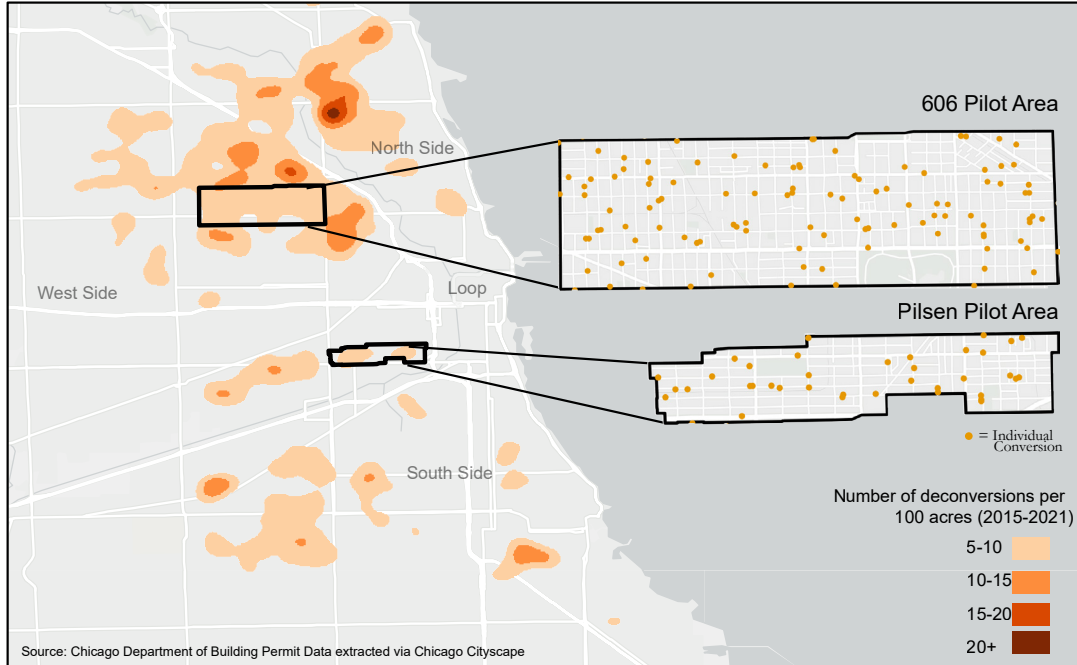 606 Pilot Area
North Side
West Side
Loop
Pilsen Pilot Area
= Individual
Conversion
South Side
Number of deconversions per
100 acres (2015-2021)
5-10
10-15
15-20
20+
Source: Chicago Department of Building Permit Data extracted via Chicago Cityscape